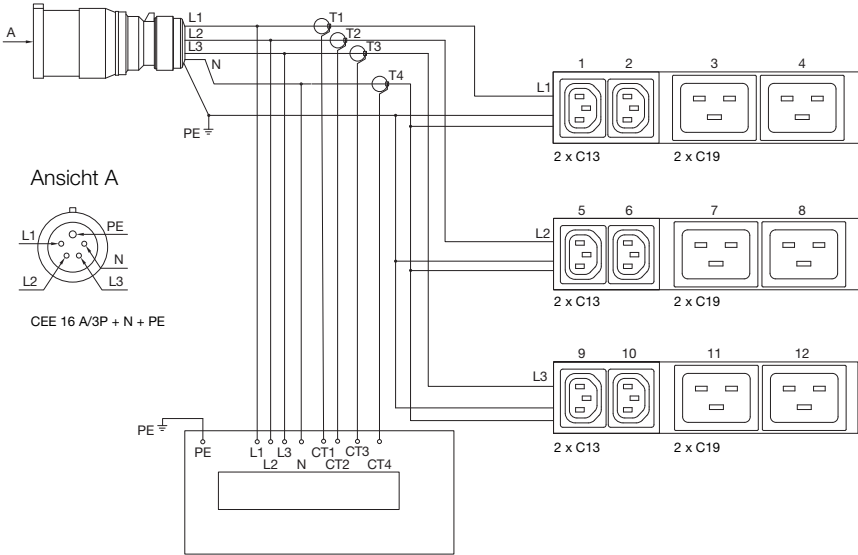 A
L1
L2
L3
N
PE
T1
T2
T3
T4
L1
1 2 3 4
2 x C13 2 x C19
Ansicht A
L1 PE
N
L2 L3
CEE 16 A/3P + N + PE
L2
5 6 7 8
2 x C13 2 x C19
L3
9 10 11 12
2 x C13 2 x C19
PE
PE L1 L2 L3 N CT1 CT2 CT3 CT4